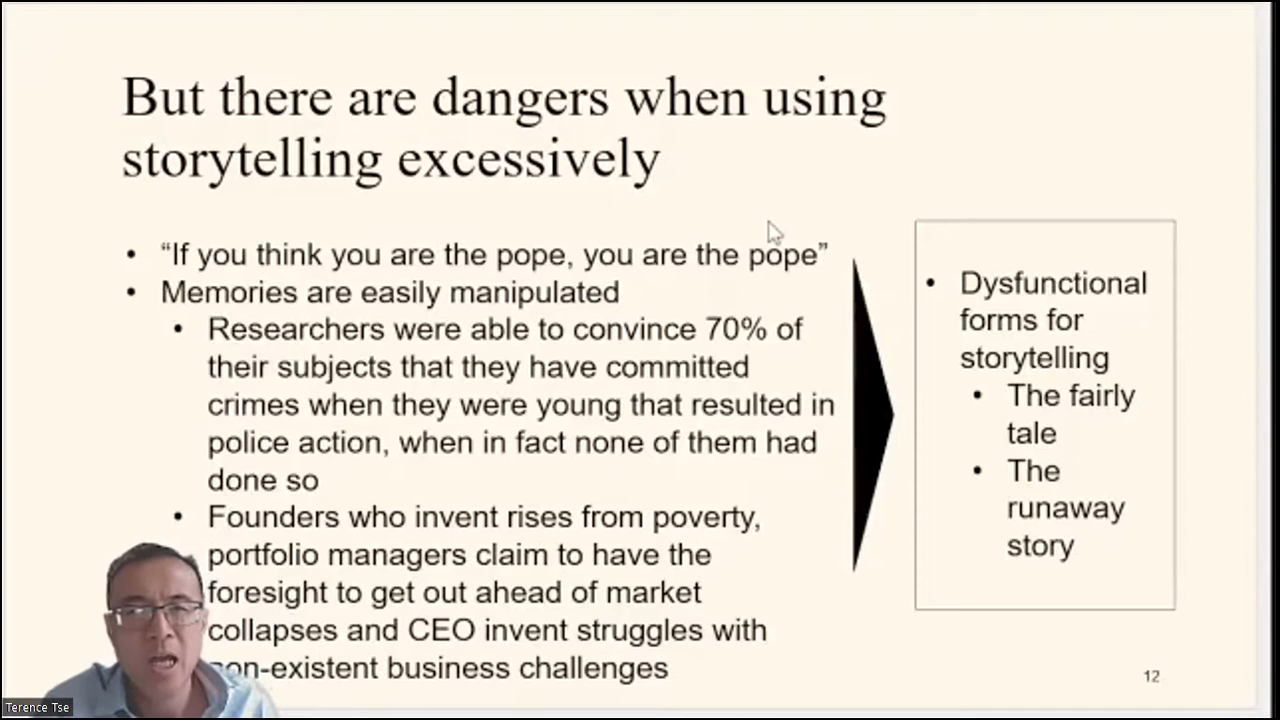 But there are dangers when using
storytelling excessively
• “If you think you are the pope, you are the pope”
• Memories are easily manipulated
• Researchers were able to convince 70% of
their subjects that they have committed
crimes when they were young that resulted in
police action, when in fact none of them had
done so
• Founders who invent rises from poverty,
portfolio managers claim to have the
foresight to get out ahead of market
collapses and CEO invent struggles with
non-existent business challenges
• Dysfunctional
forms for
storytelling
• The fairly
tale
• The
runaway
story
12
Terence Tse